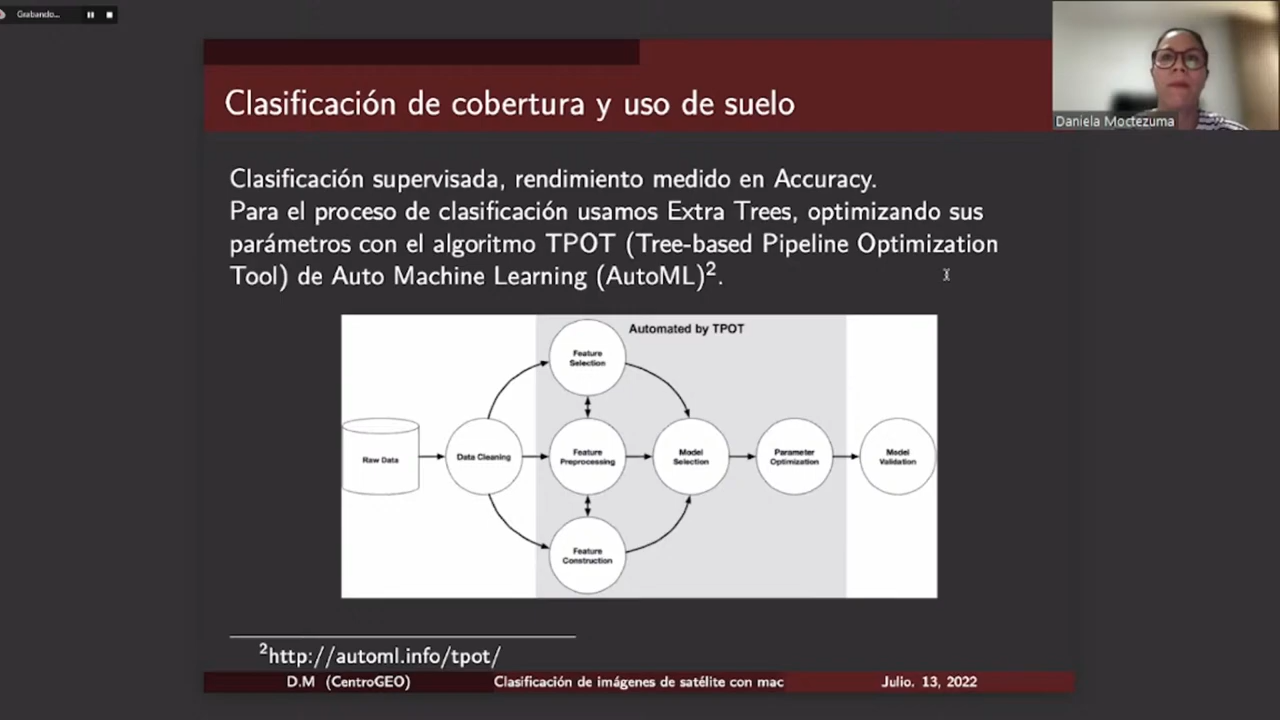 Grabando...
Clasificación de cobertura y uso de suelo
Daniela Moctezuma
Clasificación supervisada, rendimiento medido en Accuracy.
Para el proceso de clasificación usamos Extra Trees, optimizando sus
parámetros con el algoritmo TPOT (Tree-based Pipeline Optimization
Tool) de Auto Machine Learning (AutoML)².
Automated by TPOT
Feature
Selection
Raw Data
Data Cleaning
Feature
Preprocessing
Model
Selection
Parameter
Optimization
Model
Validation
Feature
Construction
²http://automl.info/tpot/
D.M (CentroGEO)
Clasificación de imágenes de satélite con mac
Julio. 13, 2022